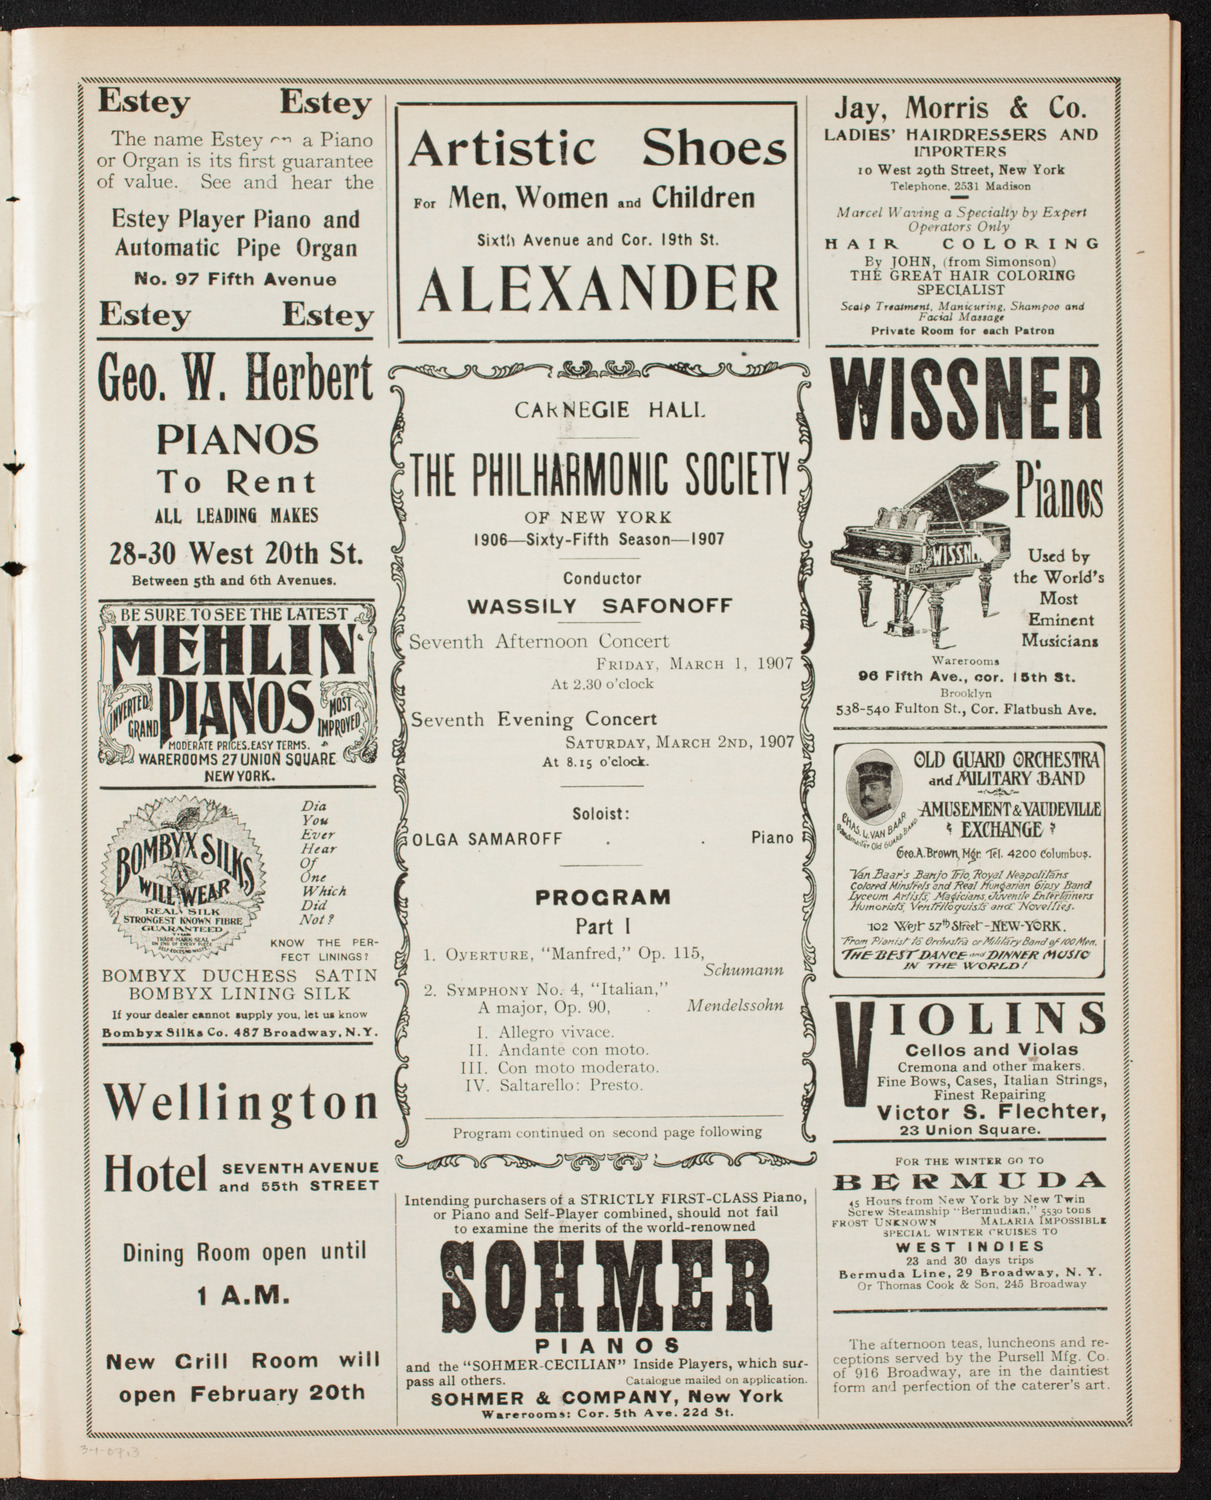 Estey Estey
The name Estey on a Piano
or Organ is its first guarantee
of value. See and hear the
Estey Player Piano and
Automatic Pipe Organ
No. 97 Fifth Avenue
Estey Estey
Geo. W. Herbert
PIANOS
To Rent
ALL LEADING MAKES
28-30 West 20th St.
Between 5th and 6th Avenues.
BE SURE TO SEE THE LATEST
MEHLIN
PIANOS
INVERTED
GRAND
MOST
IMPROVED
MODERATE PRICES. EASY TERMS.
WAREROOMS 27 UNION SQUARE
NEW YORK.
BOMBYX SILKS
WILL WEAR
REAL SILK
STRONGEST KNOWN FIBRE
GUARANTEED
Dia
You
Ever
Hear
Of
One
Which
Did
Not?
KNOW THE PER-
FECT LININGS?
BOMBYX DUCHESS SATIN
BOMBYX LINING SILK
If your dealer cannot supply you, let us know
Bombyx Silks Co. 487 Broadway, N.Y.
Wellington
Hotel SEVENTH AVENUE
and 55th STREET
Dining Room open until
1 A.M.
New Grill Room will
open February 20th
Artistic Shoes
For Men, Women and Children
Sixth Avenue and Cor. 19th St.
ALEXANDER
CARNEGIE HALL
THE PHILHARMONIC SOCIETY
OF NEW YORK
1906—Sixty-Fifth Season—1907
Conductor
WASSILY SAFONOFF
Seventh Afternoon Concert
FRIDAY, MARCH 1, 1907
At 2.30 o'clock
Seventh Evening Concert
SATURDAY, MARCH 2ND, 1907
At 8.15 o'clock.
Soloist:
OLGA SAMAROFF . . Piano
PROGRAM
Part I
1. OVERTURE, "Manfred," Op. 115,
Schumann
2. SYMPHONY No. 4, "Italian,"
A major, Op. 90, . Mendelssohn
I. Allegro vivace.
II. Andante con moto.
III. Con moto moderato.
IV. Saltarello: Presto.
Program continued on second page following
Intending purchasers of a STRICTLY FIRST-CLASS Piano,
or Piano and Self-Player combined, should not fail
to examine the merits of the world-renowned
SOHMER
PIANOS
and the "SOHMER-CECILIAN" Inside Players, which sur-
pass all others. Catalogue mailed on application.
SOHMER & COMPANY, New York
Warerooms: Cor. 5th Ave. 22d St.
Jay, Morris & Co.
LADIES' HAIRDRESSERS AND
IMPORTERS
10 West 29th Street, New York
Telephone, 2531 Madison
Marcel Waving a Specialty by Expert
Operators Only
HAIR COLORING
By JOHN, (from Simonson)
THE GREAT HAIR COLORING
SPECIALIST
Scalp Treatment, Manicuring, Shampoo and
Facial Massage
Private Room for each Patron
WISSNER
Pianos
WISSNE
Used by
the World's
Most
Eminent
Musicians
Warerooms
96 Fifth Ave., cor. 15th St.
Brooklyn
538-540 Fulton St., Cor. Flatbush Ave.
OLD GUARD ORCHESTRA
and MILITARY BAND
AMUSEMENT & VAUDEVILLE
EXCHANGE
CHAS. L. VAN BAAR
Bandmaster Old Guard Band
Geo. A. Brown, Mgr. Tel. 4200 Columbus.
Van Baar's Banjo Trio, Royal Neapolitans
Colored Minstrels and Real Hungarian Gipsy Band
Lyceum Artists, Magicians, Juvenile Entertainers
Humorists, Ventriloquists and Novelties.
102 West 57th Street - NEW-YORK.
From Pianist to Orchestra or Military Band of 100 Men.
THE BEST DANCE and DINNER MUSIC
IN THE WORLD!
VIOLINS
Cellos and Violas
Cremona and other makers.
Fine Bows, Cases, Italian Strings,
Finest Repairing
Victor S. Flechter,
23 Union Square.
FOR THE WINTER GO TO
BERMUDA
45 Hours from New York by New Twin
Screw Steamship "Bermudian," 5530 tons
FROST UNKNOWN MALARIA IMPOSSIBLE
SPECIAL WINTER CRUISES TO
WEST INDIES
23 and 30 days trips
Bermuda Line, 29 Broadway, N. Y.
Or Thomas Cook & Son, 245 Broadway
The afternoon teas, luncheons and re-
ceptions served by the Pursell Mfg. Co.
of 916 Broadway, are in the daintiest
form and perfection of the caterer's art.
3-1-07.3